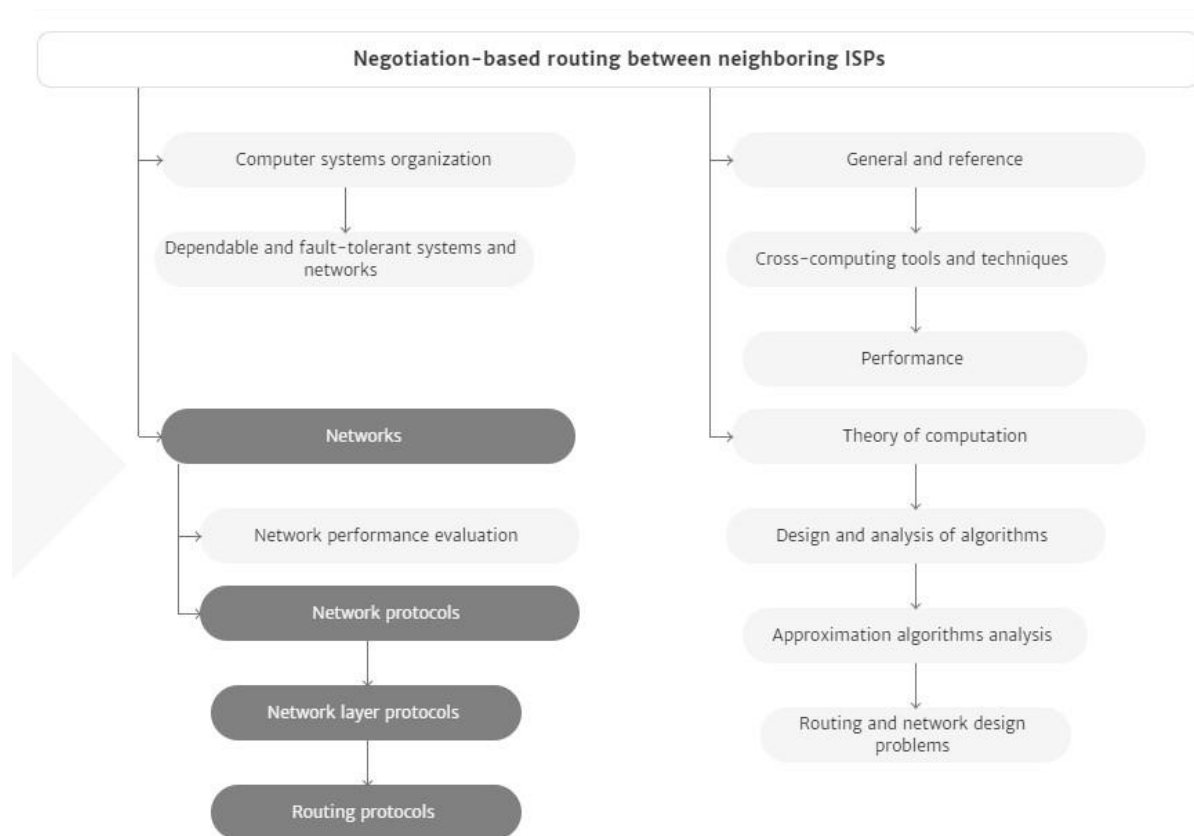 Negotiation-based routing between neighboring ISPs
Computer systems organization
Dependable and fault-tolerant systems and
networks
Networks
Network performance evaluation
Network protocols
Network layer protocols
Routing protocols
General and reference
Cross-computing tools and techniques
Performance
Theory of computation
Design and analysis of algorithms
Approximation algorithms analysis
Routing and network design
problems